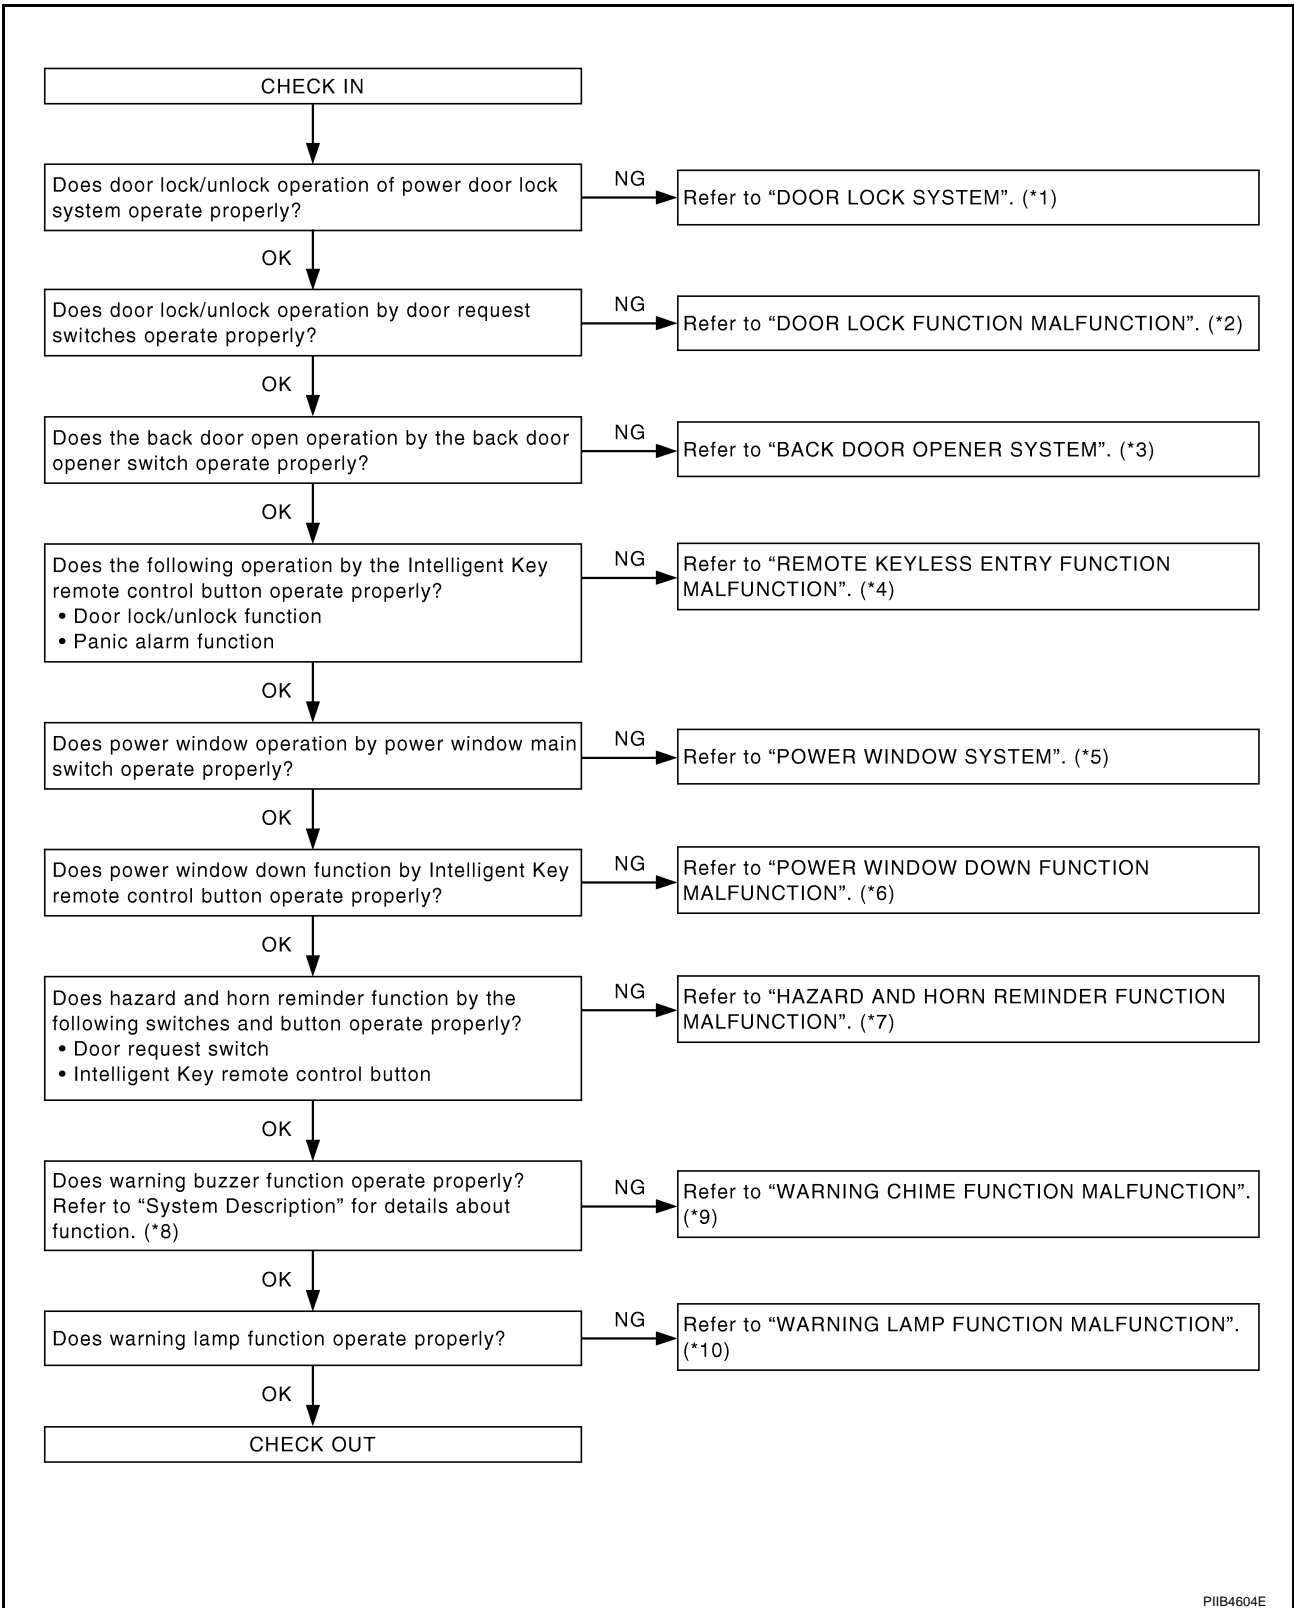 CHECK IN
Does door lock/unlock operation of power door lock
system operate properly?
NG
Refer to “DOOR LOCK SYSTEM”. (*1)
OK
Does door lock/unlock operation by door request
switches operate properly?
NG
Refer to “DOOR LOCK FUNCTION MALFUNCTION”. (*2)
OK
Does the back door open operation by the back door
opener switch operate properly?
NG
Refer to “BACK DOOR OPENER SYSTEM”. (*3)
OK
Does the following operation by the Intelligent Key
remote control button operate properly?
• Door lock/unlock function
• Panic alarm function
NG
Refer to “REMOTE KEYLESS ENTRY FUNCTION
MALFUNCTION”. (*4)
OK
Does power window operation by power window main
switch operate properly?
NG
Refer to “POWER WINDOW SYSTEM”. (*5)
OK
Does power window down function by Intelligent Key
remote control button operate properly?
NG
Refer to “POWER WINDOW DOWN FUNCTION
MALFUNCTION”. (*6)
OK
Does hazard and horn reminder function by the
following switches and button operate properly?
• Door request switch
• Intelligent Key remote control button
NG
Refer to “HAZARD AND HORN REMINDER FUNCTION
MALFUNCTION”. (*7)
OK
Does warning buzzer function operate properly?
Refer to “System Description” for details about
function. (*8)
NG
Refer to “WARNING CHIME FUNCTION MALFUNCTION”.
(*9)
OK
Does warning lamp function operate properly?
NG
Refer to “WARNING LAMP FUNCTION MALFUNCTION”.
(*10)
OK
CHECK OUT
PIIB4604E